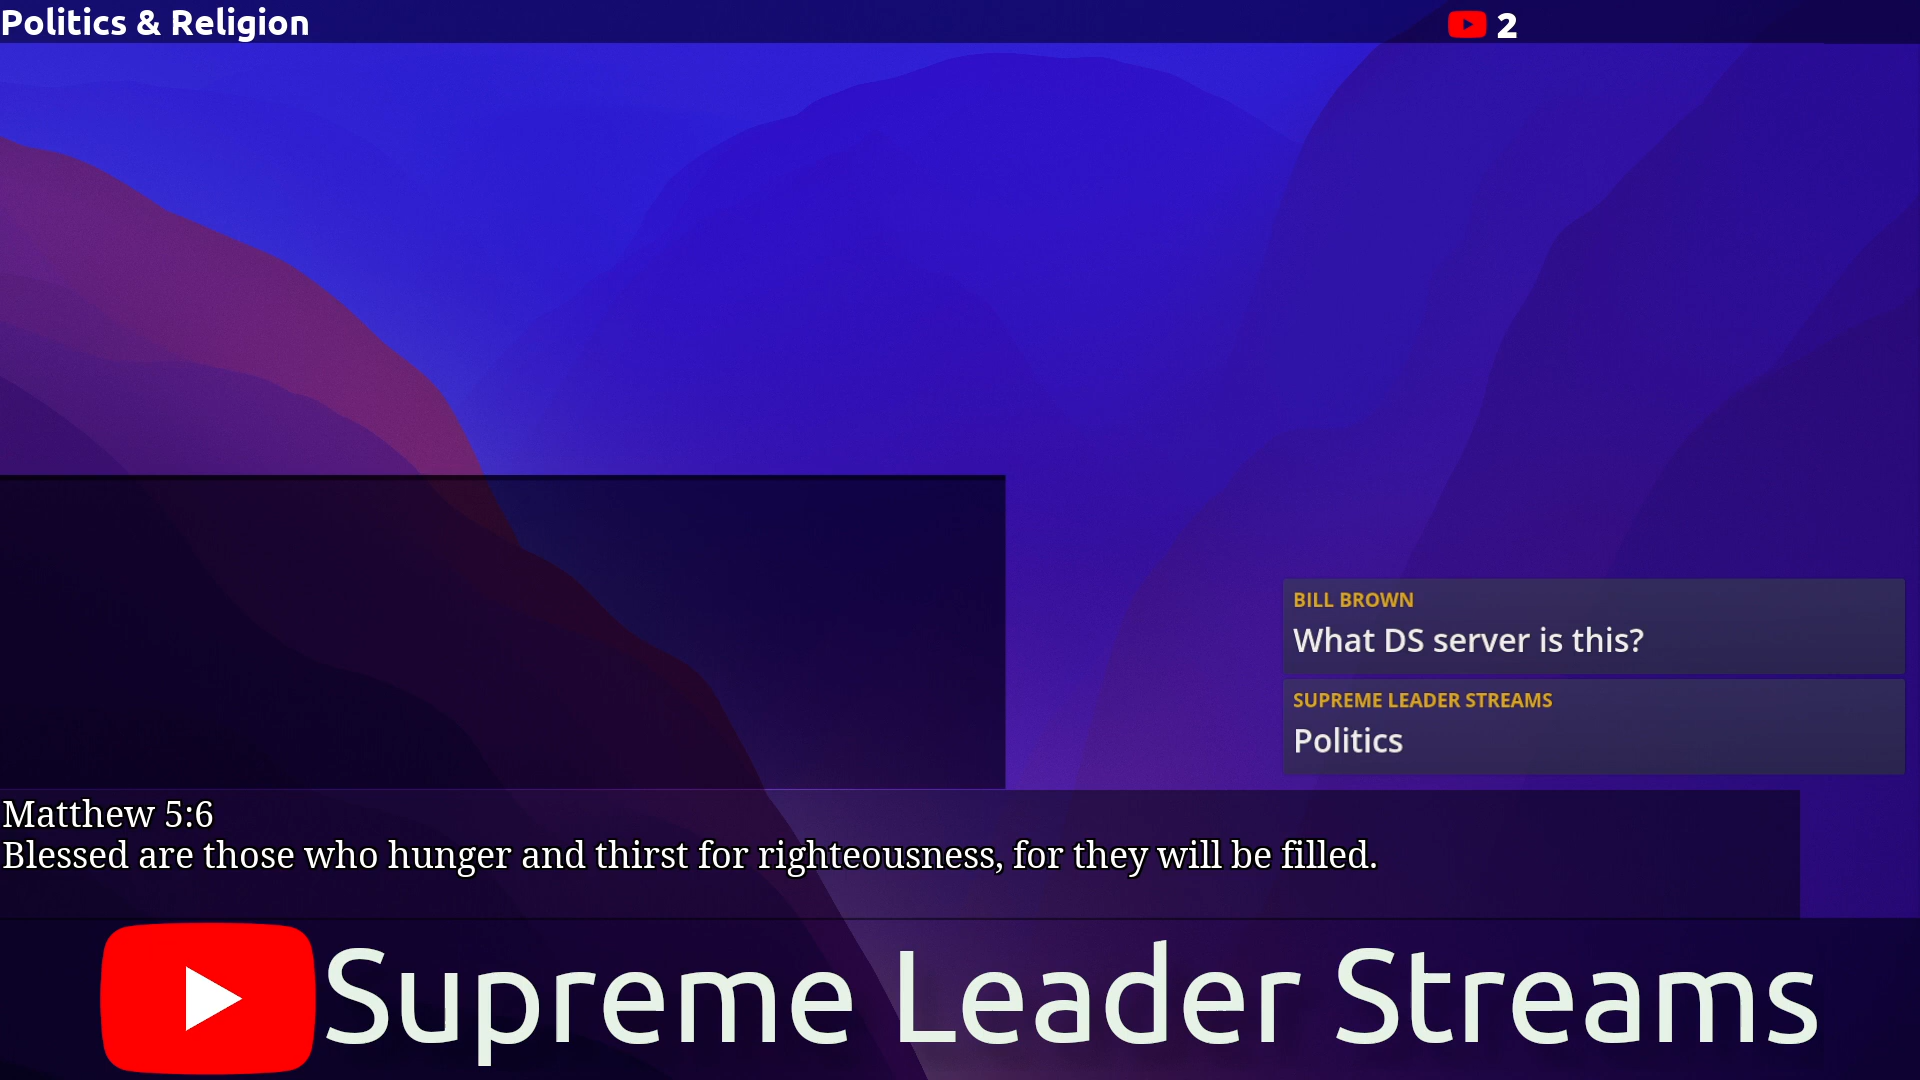 Politics & Religion
2
BILL BROWN
What DS server is this?
SUPREME LEADER STREAMS
Politics
Matthew 5:6
Blessed are those who hunger and thirst for righteousness, for they will be filled.
Supreme Leader Streams